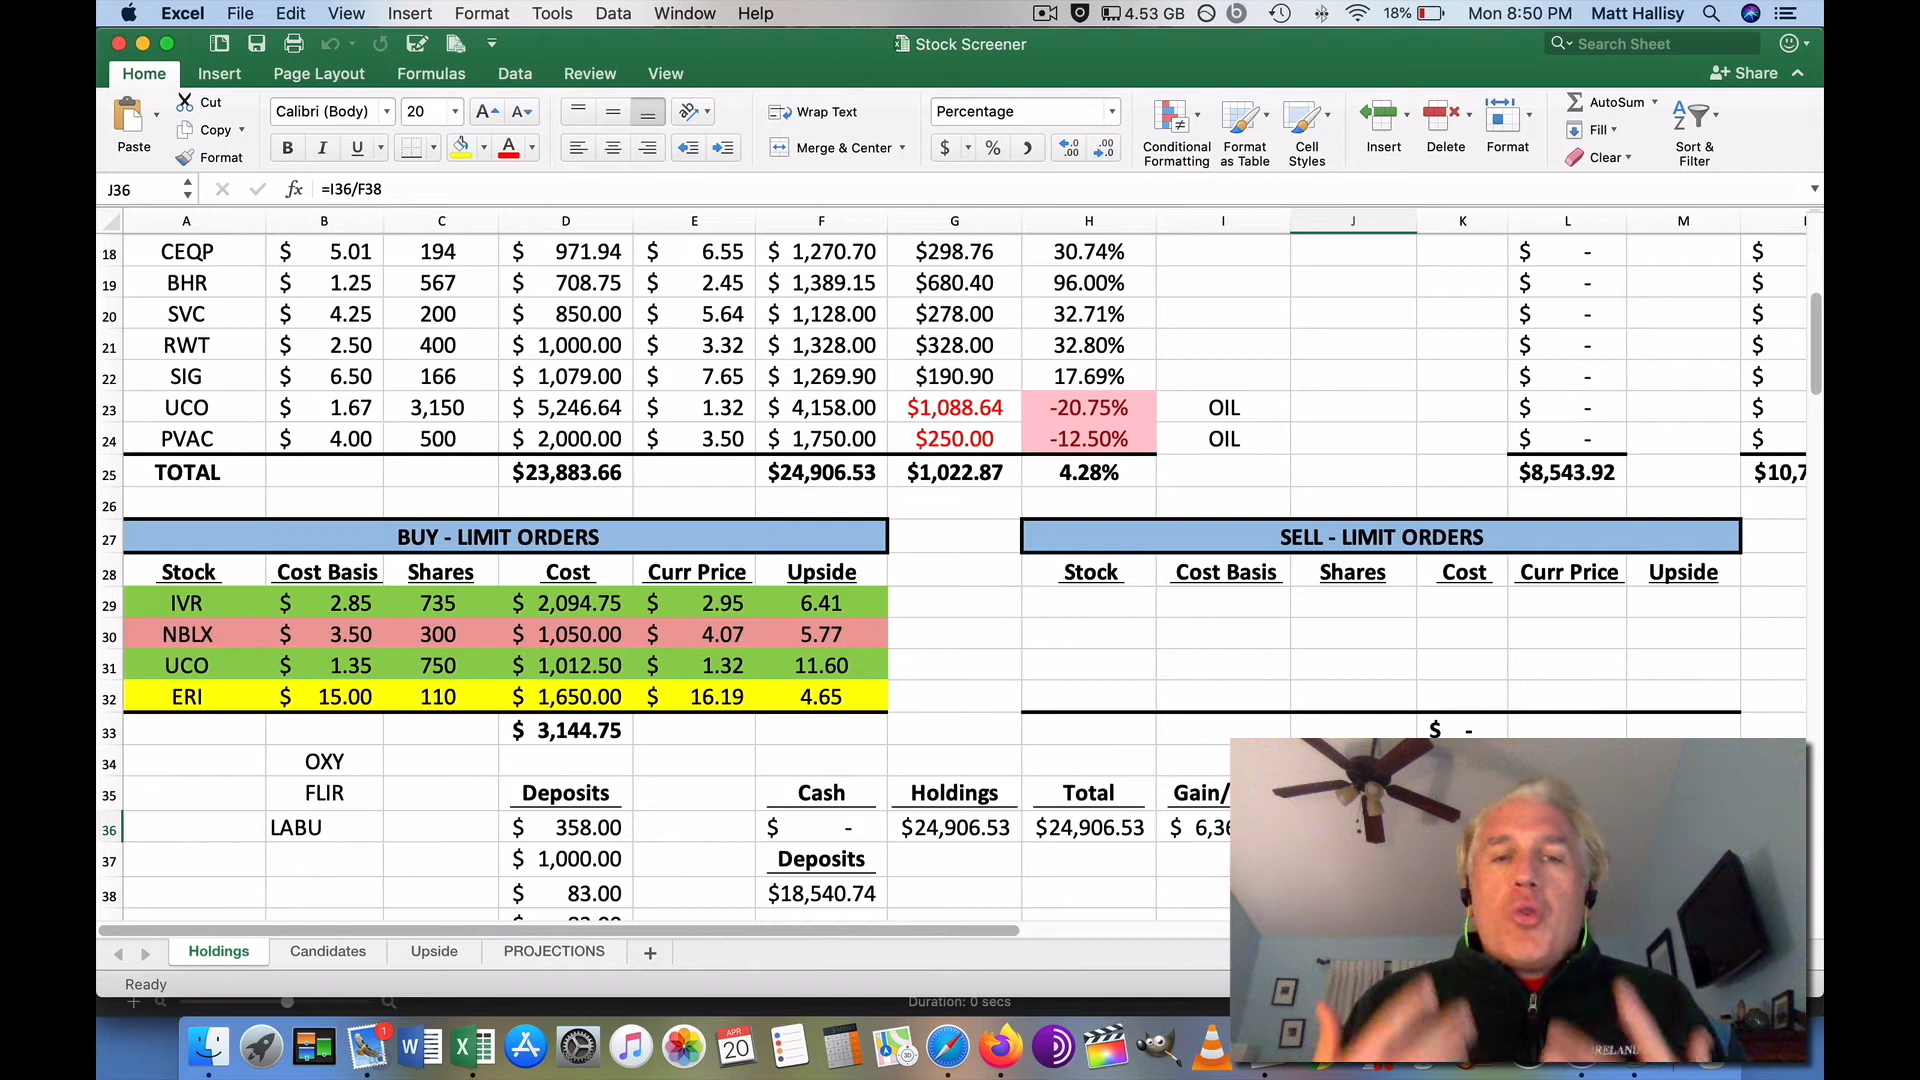 Excel File Edit View Insert Format Tools Data Window Help 4.53 GB 18% Mon 8:50 PM Matt Hallisy
Stock Screener Search Sheet
Home Insert Page Layout Formulas Data Review View Share
Paste Cut Copy Format
Calibri (Body) 20 Wrap Text Percentage
B I U A Merge & Center $ %
Conditional Formatting Format as Table Cell Styles Insert Delete Format AutoSum Fill Clear Sort & Filter
J36 fx =I36/F38
A B C D E F G H I J K L M
18 CEQP $ 5.01 194 $ 971.94 $ 6.55 $ 1,270.70 $298.76 30.74% $ - $
19 BHR $ 1.25 567 $ 708.75 $ 2.45 $ 1,389.15 $680.40 96.00% $ - $
20 SVC $ 4.25 200 $ 850.00 $ 5.64 $ 1,128.00 $278.00 32.71% $ - $
21 RWT $ 2.50 400 $ 1,000.00 $ 3.32 $ 1,328.00 $328.00 32.80% $ - $
22 SIG $ 6.50 166 $ 1,079.00 $ 7.65 $ 1,269.90 $190.90 17.69% $ - $
23 UCO $ 1.67 3,150 $ 5,246.64 $ 1.32 $ 4,158.00 $1,088.64 -20.75% OIL $ - $
24 PVAC $ 4.00 500 $ 2,000.00 $ 3.50 $ 1,750.00 $250.00 -12.50% OIL $ - $
25 TOTAL $23,883.66 $24,906.53 $1,022.87 4.28% $8,543.92 $10,7
26
27 BUY - LIMIT ORDERS SELL - LIMIT ORDERS
28 Stock Cost Basis Shares Cost Curr Price Upside Stock Cost Basis Shares Cost Curr Price Upside
29 IVR $ 2.85 735 $ 2,094.75 $ 2.95 6.41
30 NBLX $ 3.50 300 $ 1,050.00 $ 4.07 5.77
31 UCO $ 1.35 750 $ 1,012.50 $ 1.32 11.60
32 ERI $ 15.00 110 $ 1,650.00 $ 16.19 4.65
33 $ 3,144.75 $ -
34 OXY
35 FLIR Deposits Cash Holdings Total Gain/
36 LABU $ 358.00 $ - $24,906.53 $24,906.53 $ 6,36
37 $ 1,000.00 Deposits
38 $ 83.00 $18,540.74
Holdings Candidates Upside PROJECTIONS +
Ready
Duration: 0 secs
1 W X APR 20